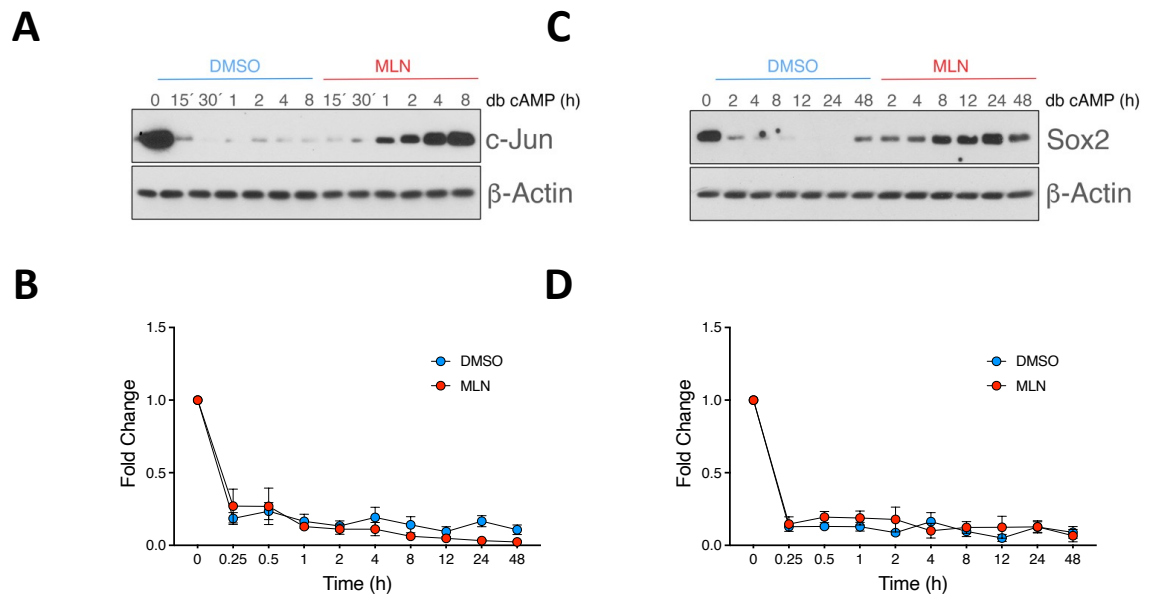 A
DMSO MLN
0 15´ 30´ 1 2 4 8 15´ 30´ 1 2 4 8 db cAMP (h)
c-Jun
β-Actin
C
DMSO MLN
0 2 4 8 12 24 48 2 4 8 12 24 48 db cAMP (h)
Sox2
β-Actin
B
1.5
1.0
0.5
0.0
Fold Change
DMSO
MLN
0 0.25 0.5 1 2 4 8 12 24 48
Time (h)
D
1.5
1.0
0.5
0.0
Fold Change
DMSO
MLN
0 0.25 0.5 1 2 4 8 12 24 48
Time (h)